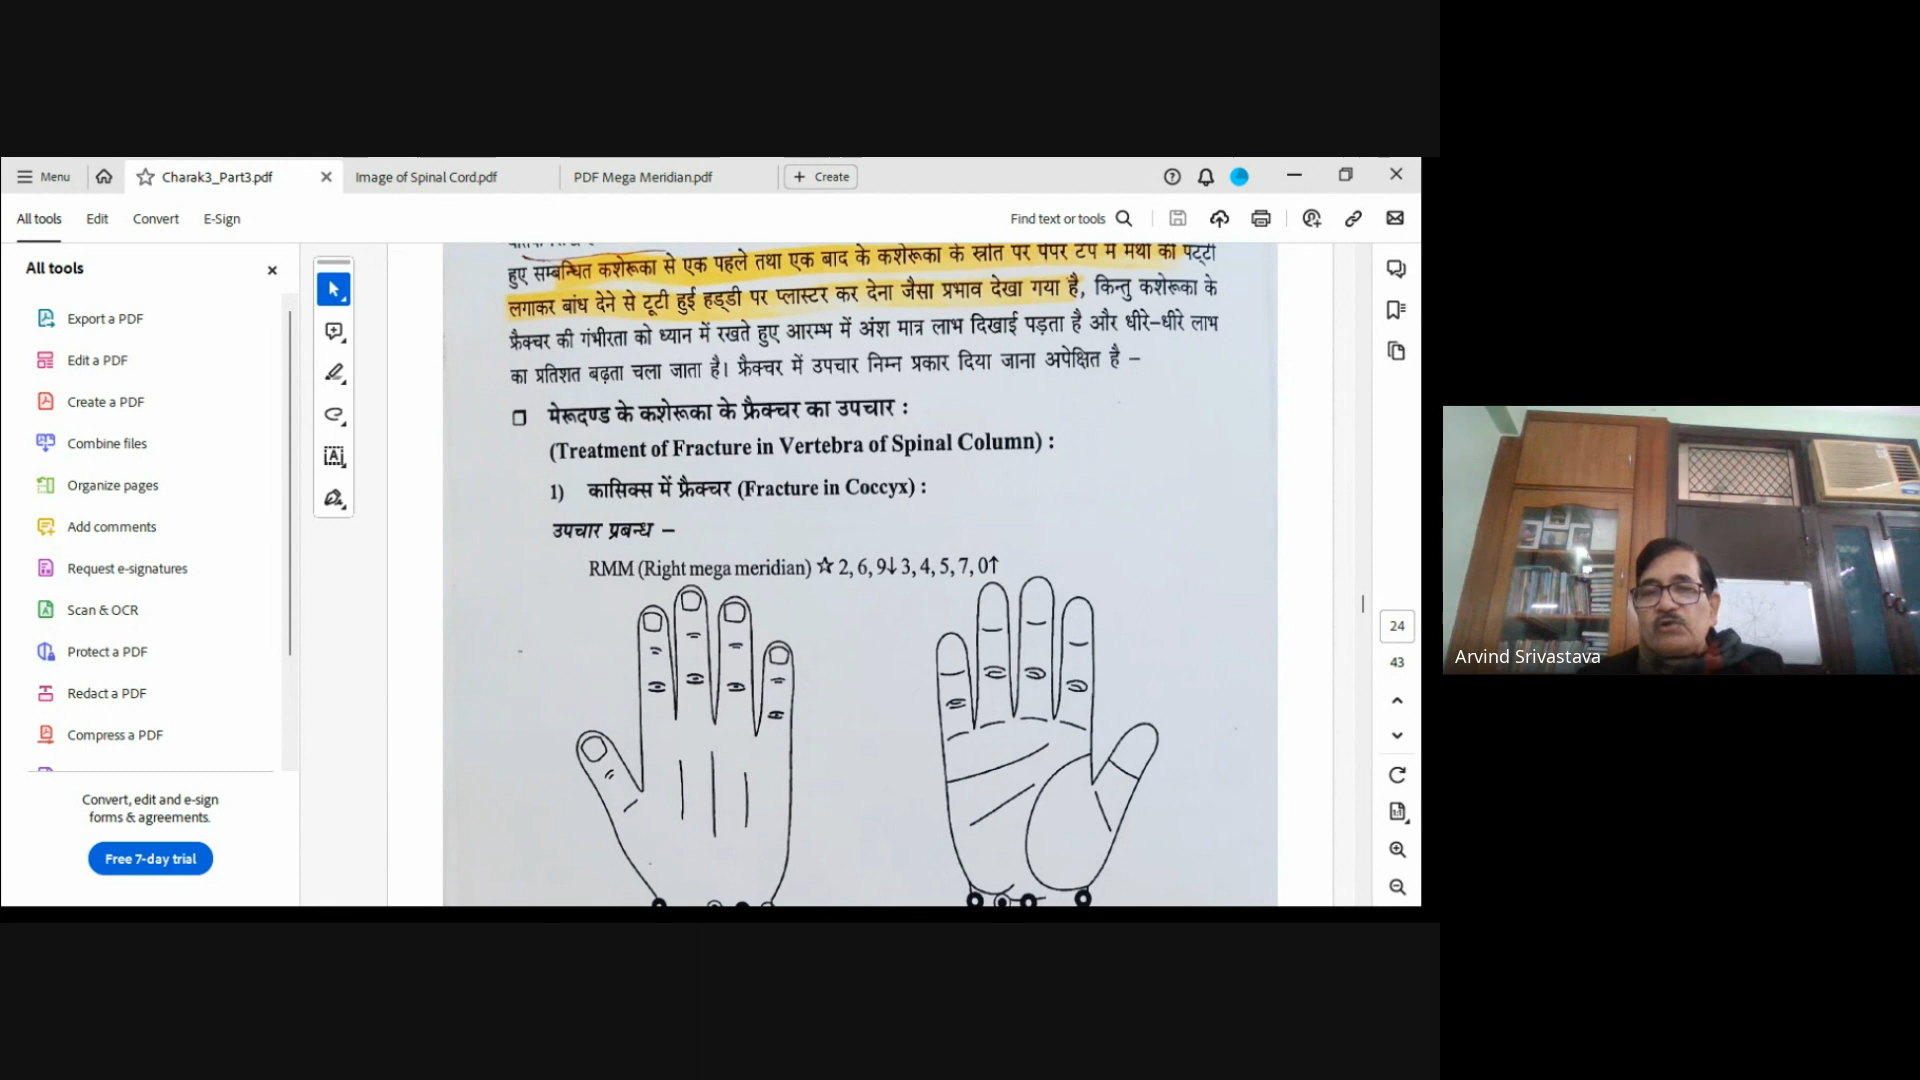 Menu
Charak3_Part3.pdf
Image of Spinal Cord.pdf
PDF Mega Meridian.pdf
+ Create
All tools
Edit
Convert
E-Sign
Find text or tools
All tools
Export a PDF
Edit a PDF
Create a PDF
Combine files
Organize pages
Add comments
Request e-signatures
Scan & OCR
Protect a PDF
Redact a PDF
Compress a PDF
Convert, edit and e-sign
forms & agreements.
Free 7-day trial
हुए सम्बन्धित कशेरूका से एक पहले तथा एक बाद के कशेरूका के स्रोत पर पेपर टेप में मेथी की पट्टी
लगाकर बांध देने से टूटी हुई हड्डी पर प्लास्टर कर देना जैसा प्रभाव देखा गया है, किन्तु कशेरूका के
फ्रैक्चर की गंभीरता को ध्यान में रखते हुए आरम्भ में अंश मात्र लाभ दिखाई पड़ता है और धीरे-धीरे लाभ
का प्रतिशत बढ़ता चला जाता है। फ्रैक्चर में उपचार निम्न प्रकार दिया जाना अपेक्षित है –
❒ मेरूदण्ड के कशेरूका के फ्रैक्चर का उपचार :
(Treatment of Fracture in Vertebra of Spinal Column) :
1) कासिक्स में फ्रैक्चर (Fracture in Coccyx) :
उपचार प्रबन्ध –
RMM (Right mega meridian) ☆ 2, 6, 9↓ 3, 4, 5, 7, 0↑
24
43
Arvind Srivastava